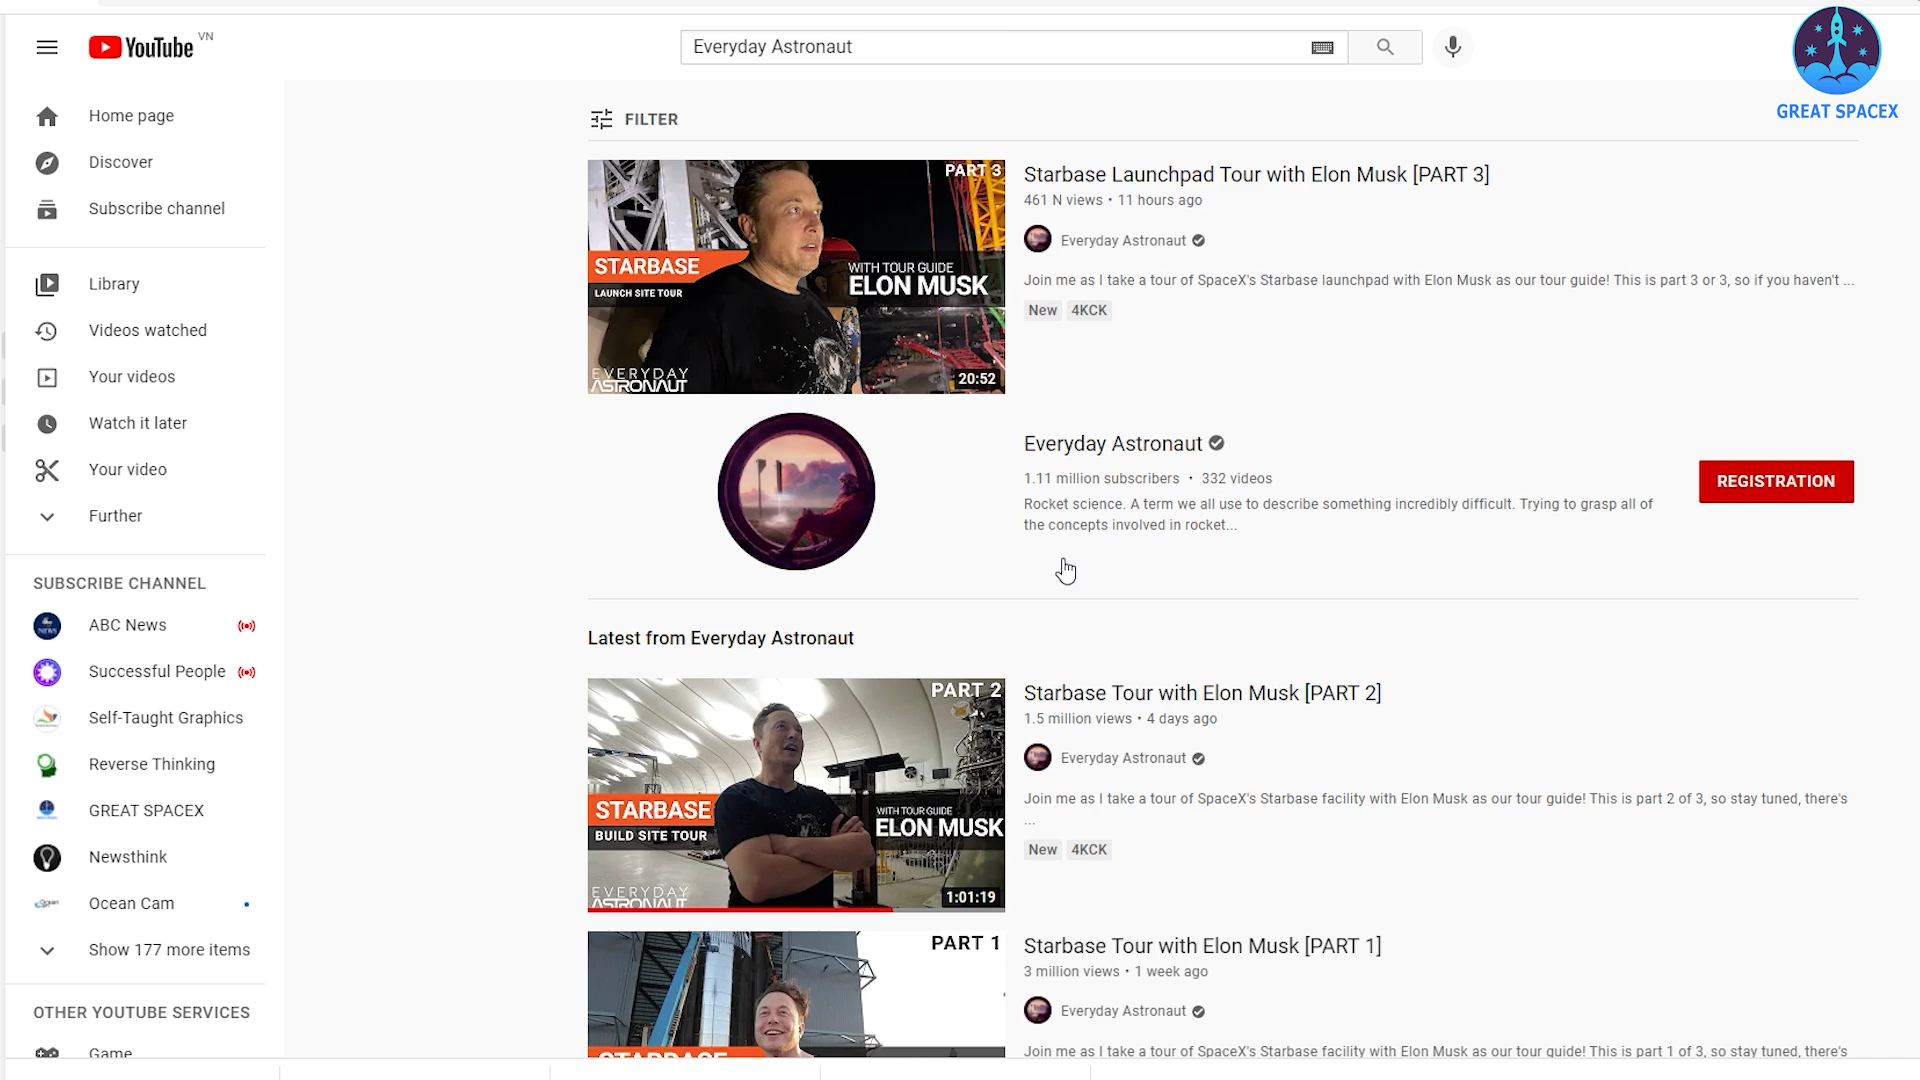 YouTube VN
Everyday Astronaut
GREAT SPACEX
Home page
Discover
Subscribe channel
Library
Videos watched
Your videos
Watch it later
Your video
Further
SUBSCRIBE CHANNEL
ABC News
Successful People
Self-Taught Graphics
Reverse Thinking
GREAT SPACEX
Newsthink
Ocean Cam
Show 177 more items
OTHER YOUTUBE SERVICES
Game
FILTER
PART 3
STARBASE
LAUNCH SITE TOUR
WITH TOUR GUIDE
ELON MUSK
EVERYDAY
ASTRONAUT
20:52
Starbase Launchpad Tour with Elon Musk [PART 3]
461 N views • 11 hours ago
Everyday Astronaut
Join me as I take a tour of SpaceX's Starbase launchpad with Elon Musk as our tour guide! This is part 3 or 3, so if you haven't ...
New 4KCK
Everyday Astronaut
1.11 million subscribers • 332 videos
Rocket science. A term we all use to describe something incredibly difficult. Trying to grasp all of
the concepts involved in rocket...
REGISTRATION
Latest from Everyday Astronaut
PART 2
STARBASE
BUILD SITE TOUR
WITH TOUR GUIDE
ELON MUSK
EVERYDAY
ASTRONAUT
1:01:19
Starbase Tour with Elon Musk [PART 2]
1.5 million views • 4 days ago
Everyday Astronaut
Join me as I take a tour of SpaceX's Starbase facility with Elon Musk as our tour guide! This is part 2 of 3, so stay tuned, there's
...
New 4KCK
PART 1
STARBASE
Starbase Tour with Elon Musk [PART 1]
3 million views • 1 week ago
Everyday Astronaut
Join me as I take a tour of SpaceX's Starbase facility with Elon Musk as our tour guide! This is part 1 of 3, so stay tuned, there's